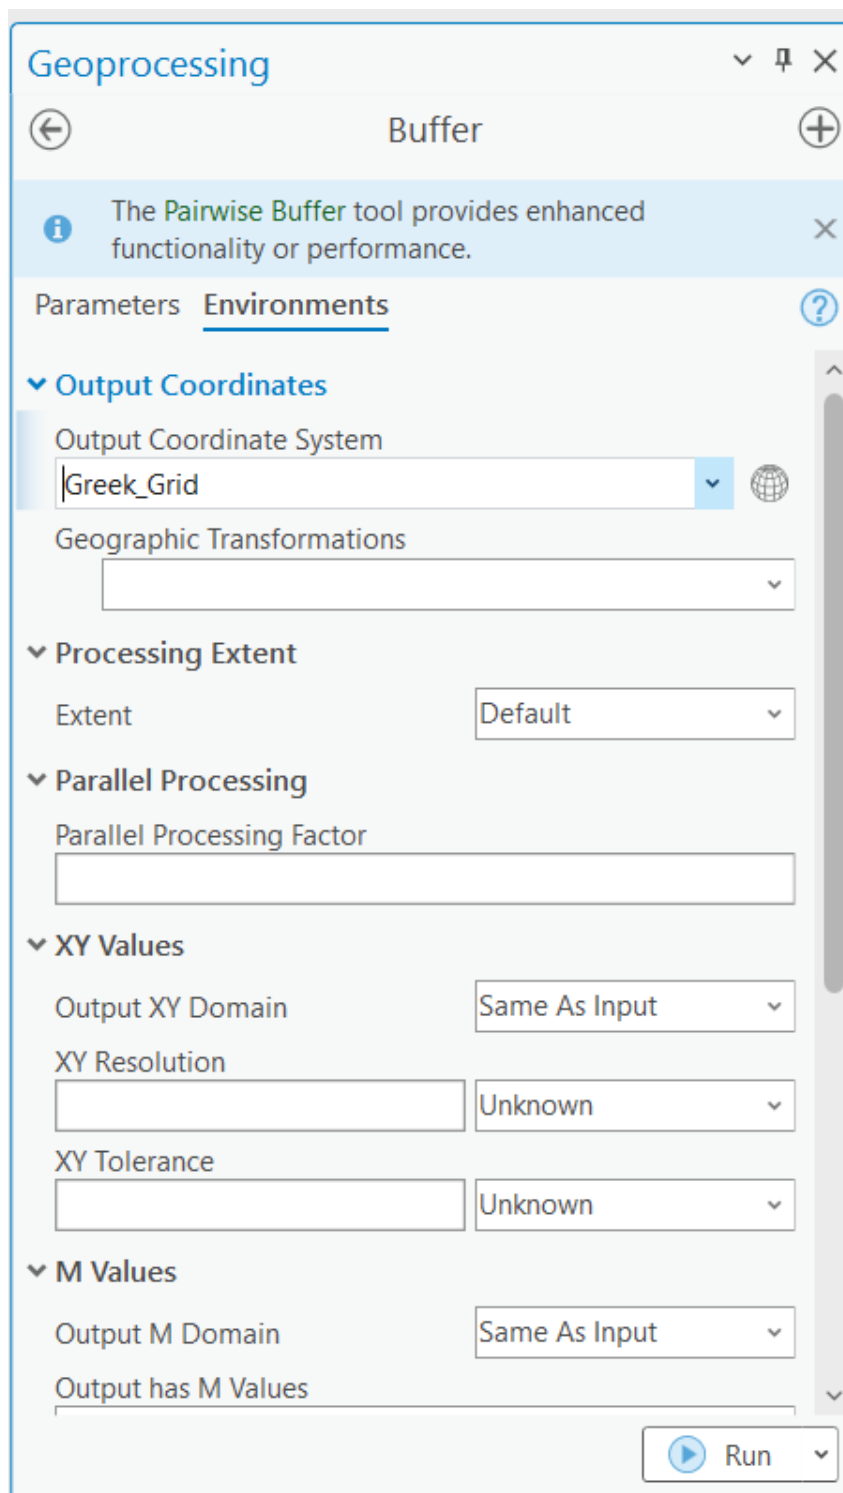 Geoprocessing
Buffer
The Pairwise Buffer tool provides enhanced
functionality or performance.
Parameters Environments
Output Coordinates
Output Coordinate System
Greek_Grid
Geographic Transformations
Processing Extent
Extent Default
Parallel Processing
Parallel Processing Factor
XY Values
Output XY Domain Same As Input
XY Resolution
Unknown
XY Tolerance
Unknown
M Values
Output M Domain Same As Input
Output has M Values
Run